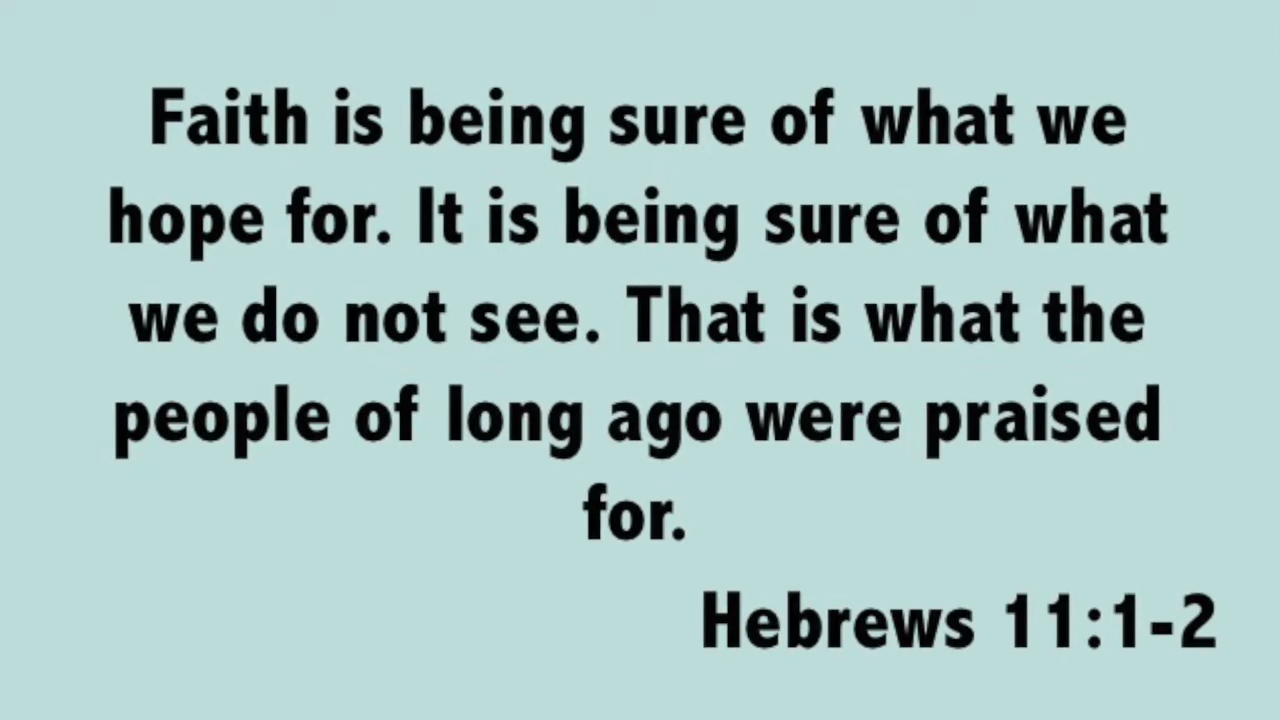 Faith is being sure of what we
hope for. It is being sure of what
we do not see. That is what the
people of long ago were praised
for.
Hebrews 11:1-2